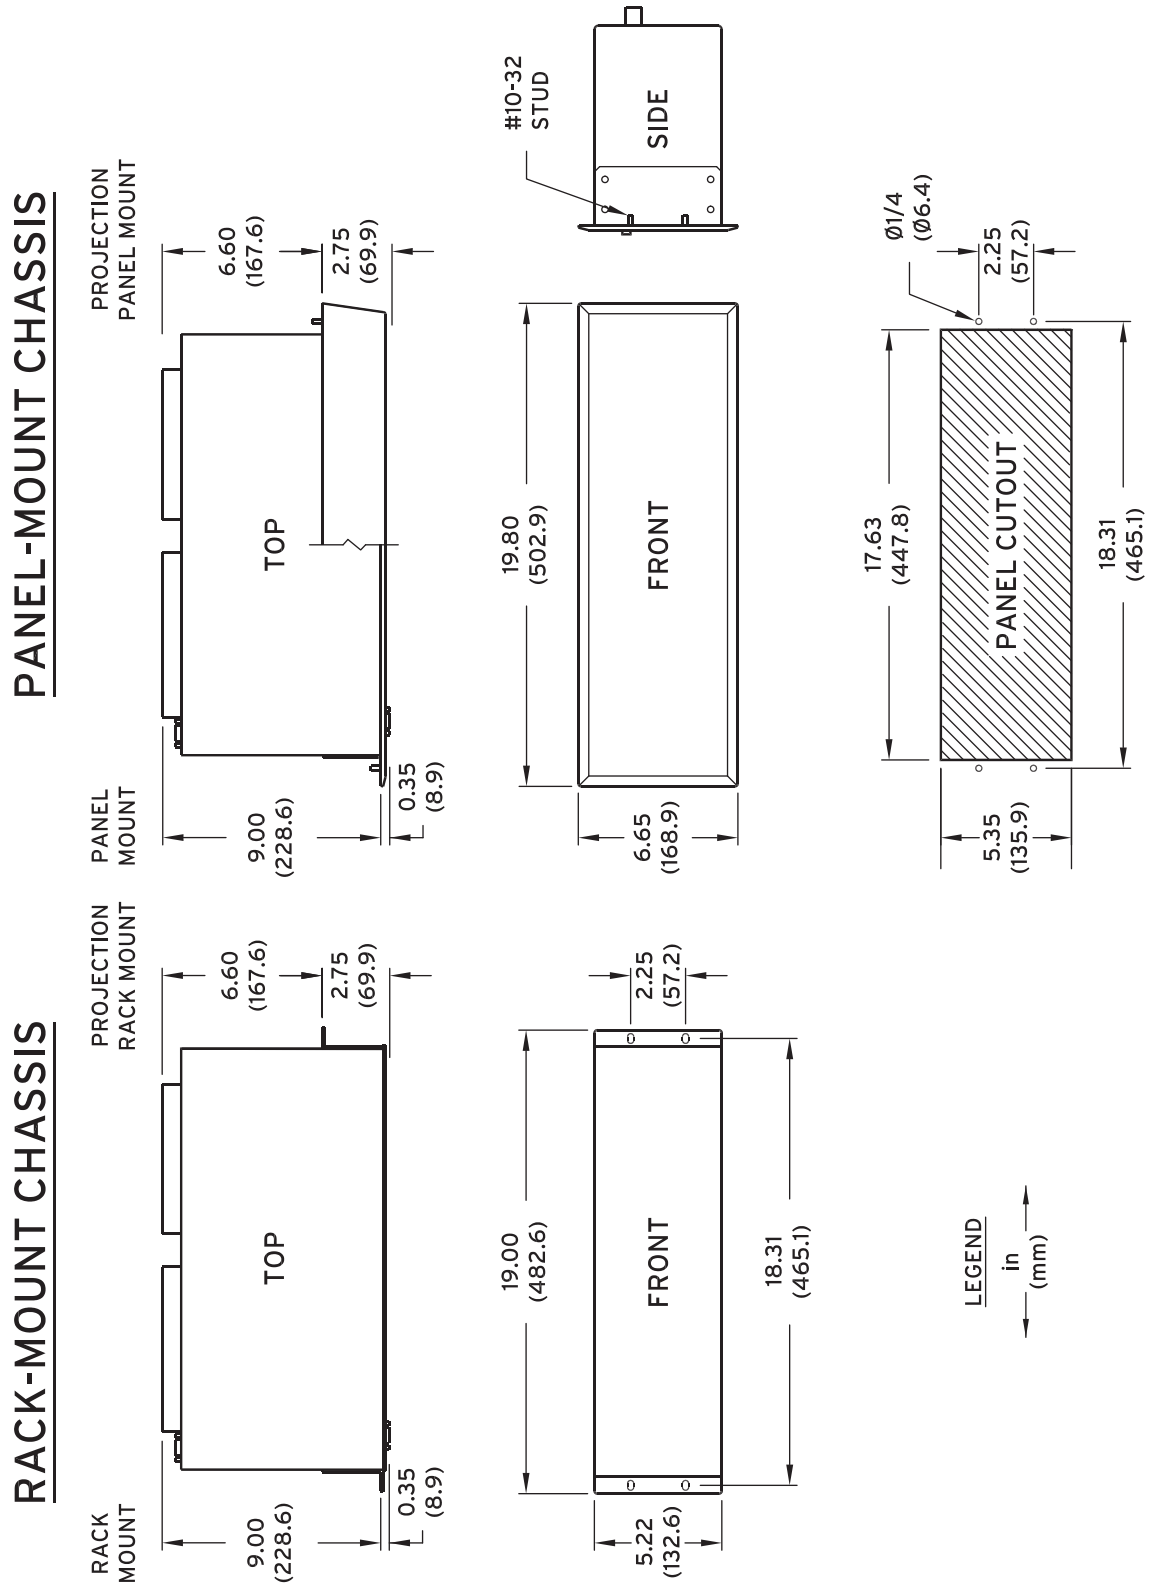 RACK-MOUNT CHASSIS
RACK
MOUNT
PROJECTION
RACK MOUNT
9.00
(228.6)
0.35
(8.9)
TOP
6.60
(167.6)
2.75
(69.9)
19.00
(482.6)
5.22
(132.6)
FRONT
2.25
(57.2)
18.31
(465.1)
LEGEND
in
(mm)
PANEL-MOUNT CHASSIS
PANEL
MOUNT
PROJECTION
PANEL MOUNT
9.00
(228.6)
0.35
(8.9)
TOP
6.60
(167.6)
2.75
(69.9)
19.80
(502.9)
6.65
(168.9)
FRONT
#10-32
STUD
SIDE
17.63
(447.8)
5.35
(135.9)
PANEL CUTOUT
Ø1/4
(Ø6.4)
2.25
(57.2)
18.31
(465.1)